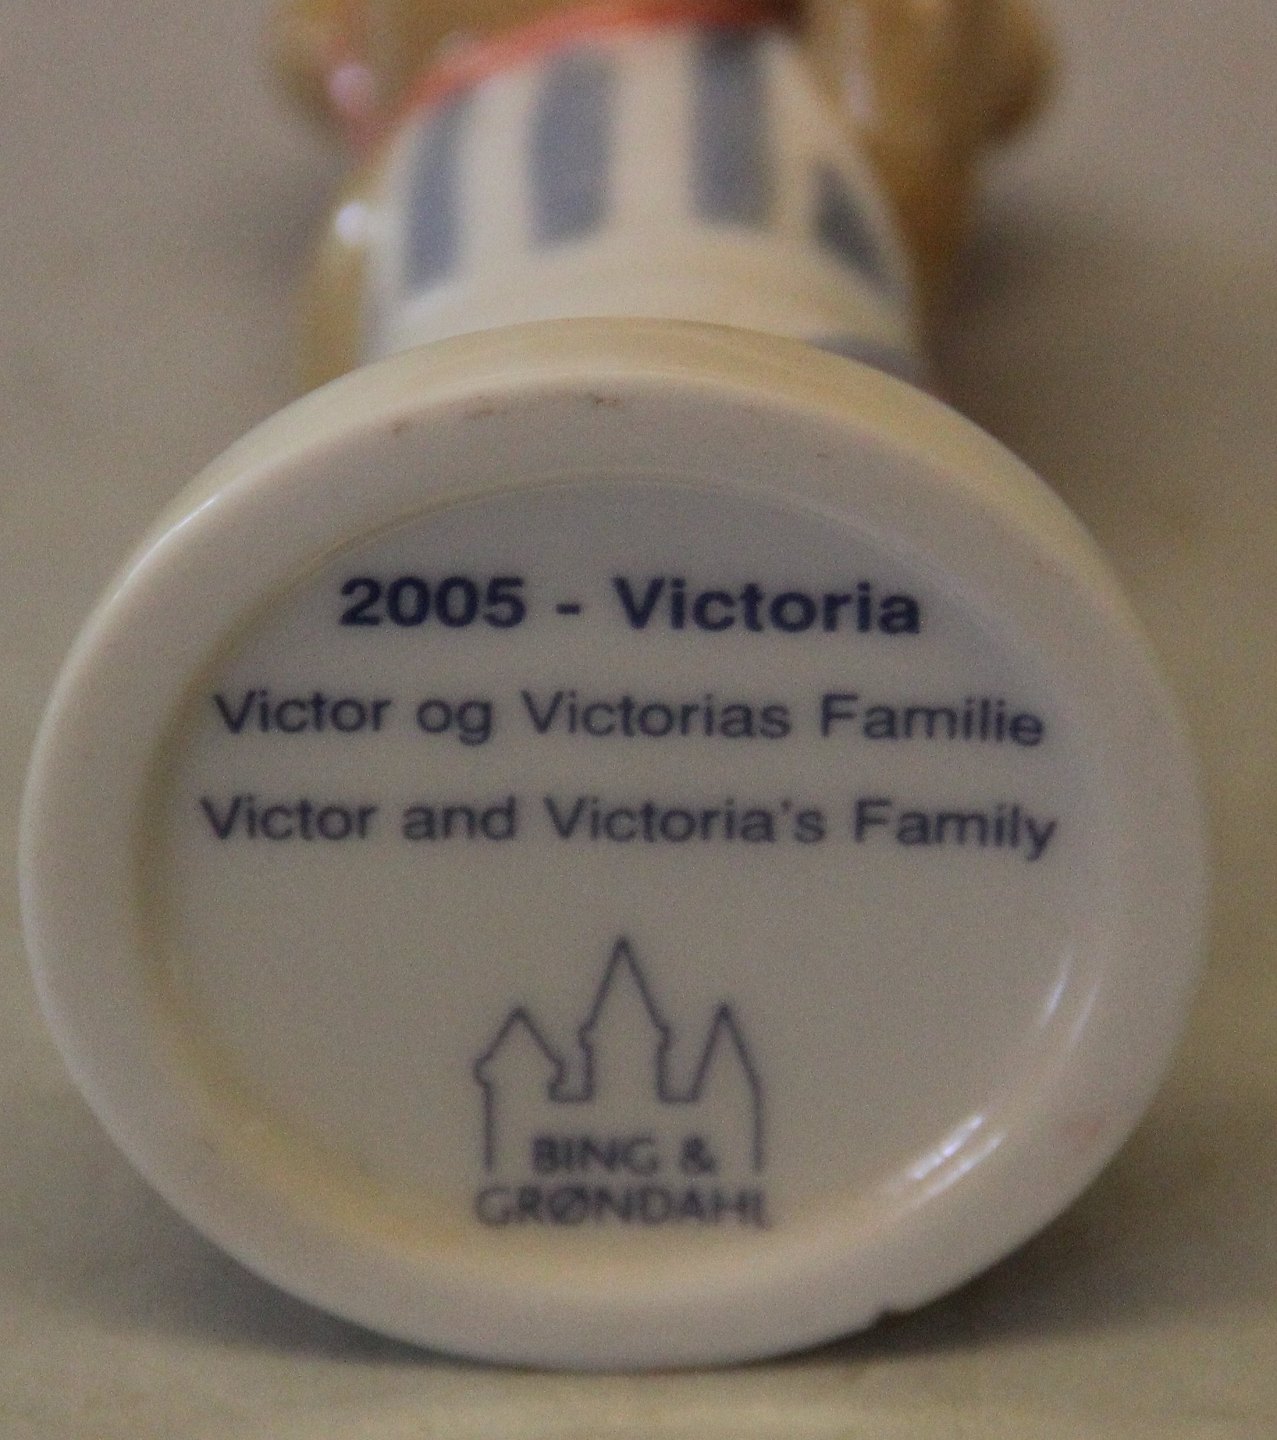 2005 - Victoria
Victor og Victorias Familie
Victor and Victoria's Family
BING &
GRØNDAHL